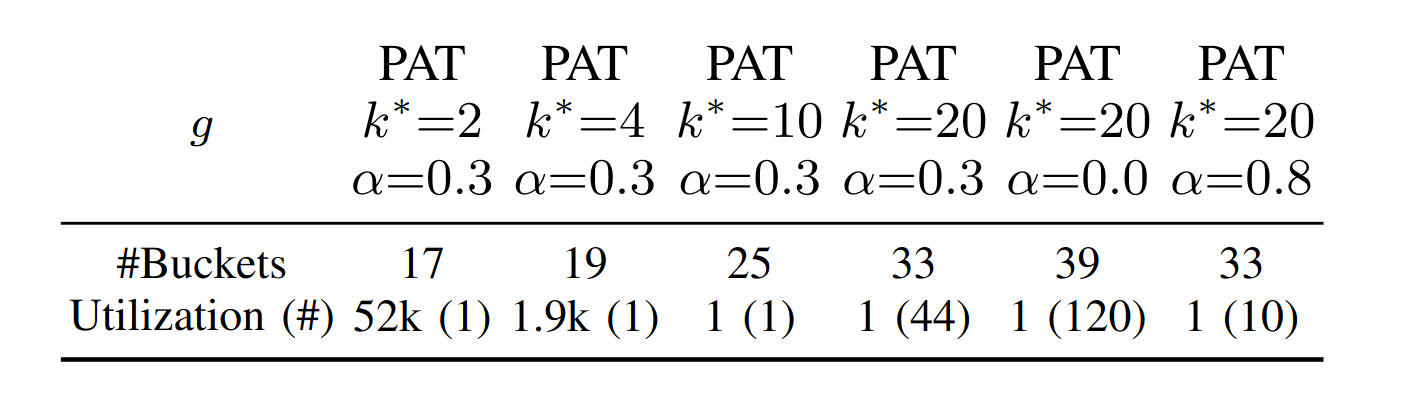 PAT PAT PAT PAT PAT PAT
g k*=2 k*=4 k*=10 k*=20 k*=20 k*=20
α=0.3 α=0.3 α=0.3 α=0.3 α=0.0 α=0.8
#Buckets 17 19 25 33 39 33
Utilization (#) 52k (1) 1.9k (1) 1 (1) 1 (44) 1 (120) 1 (10)